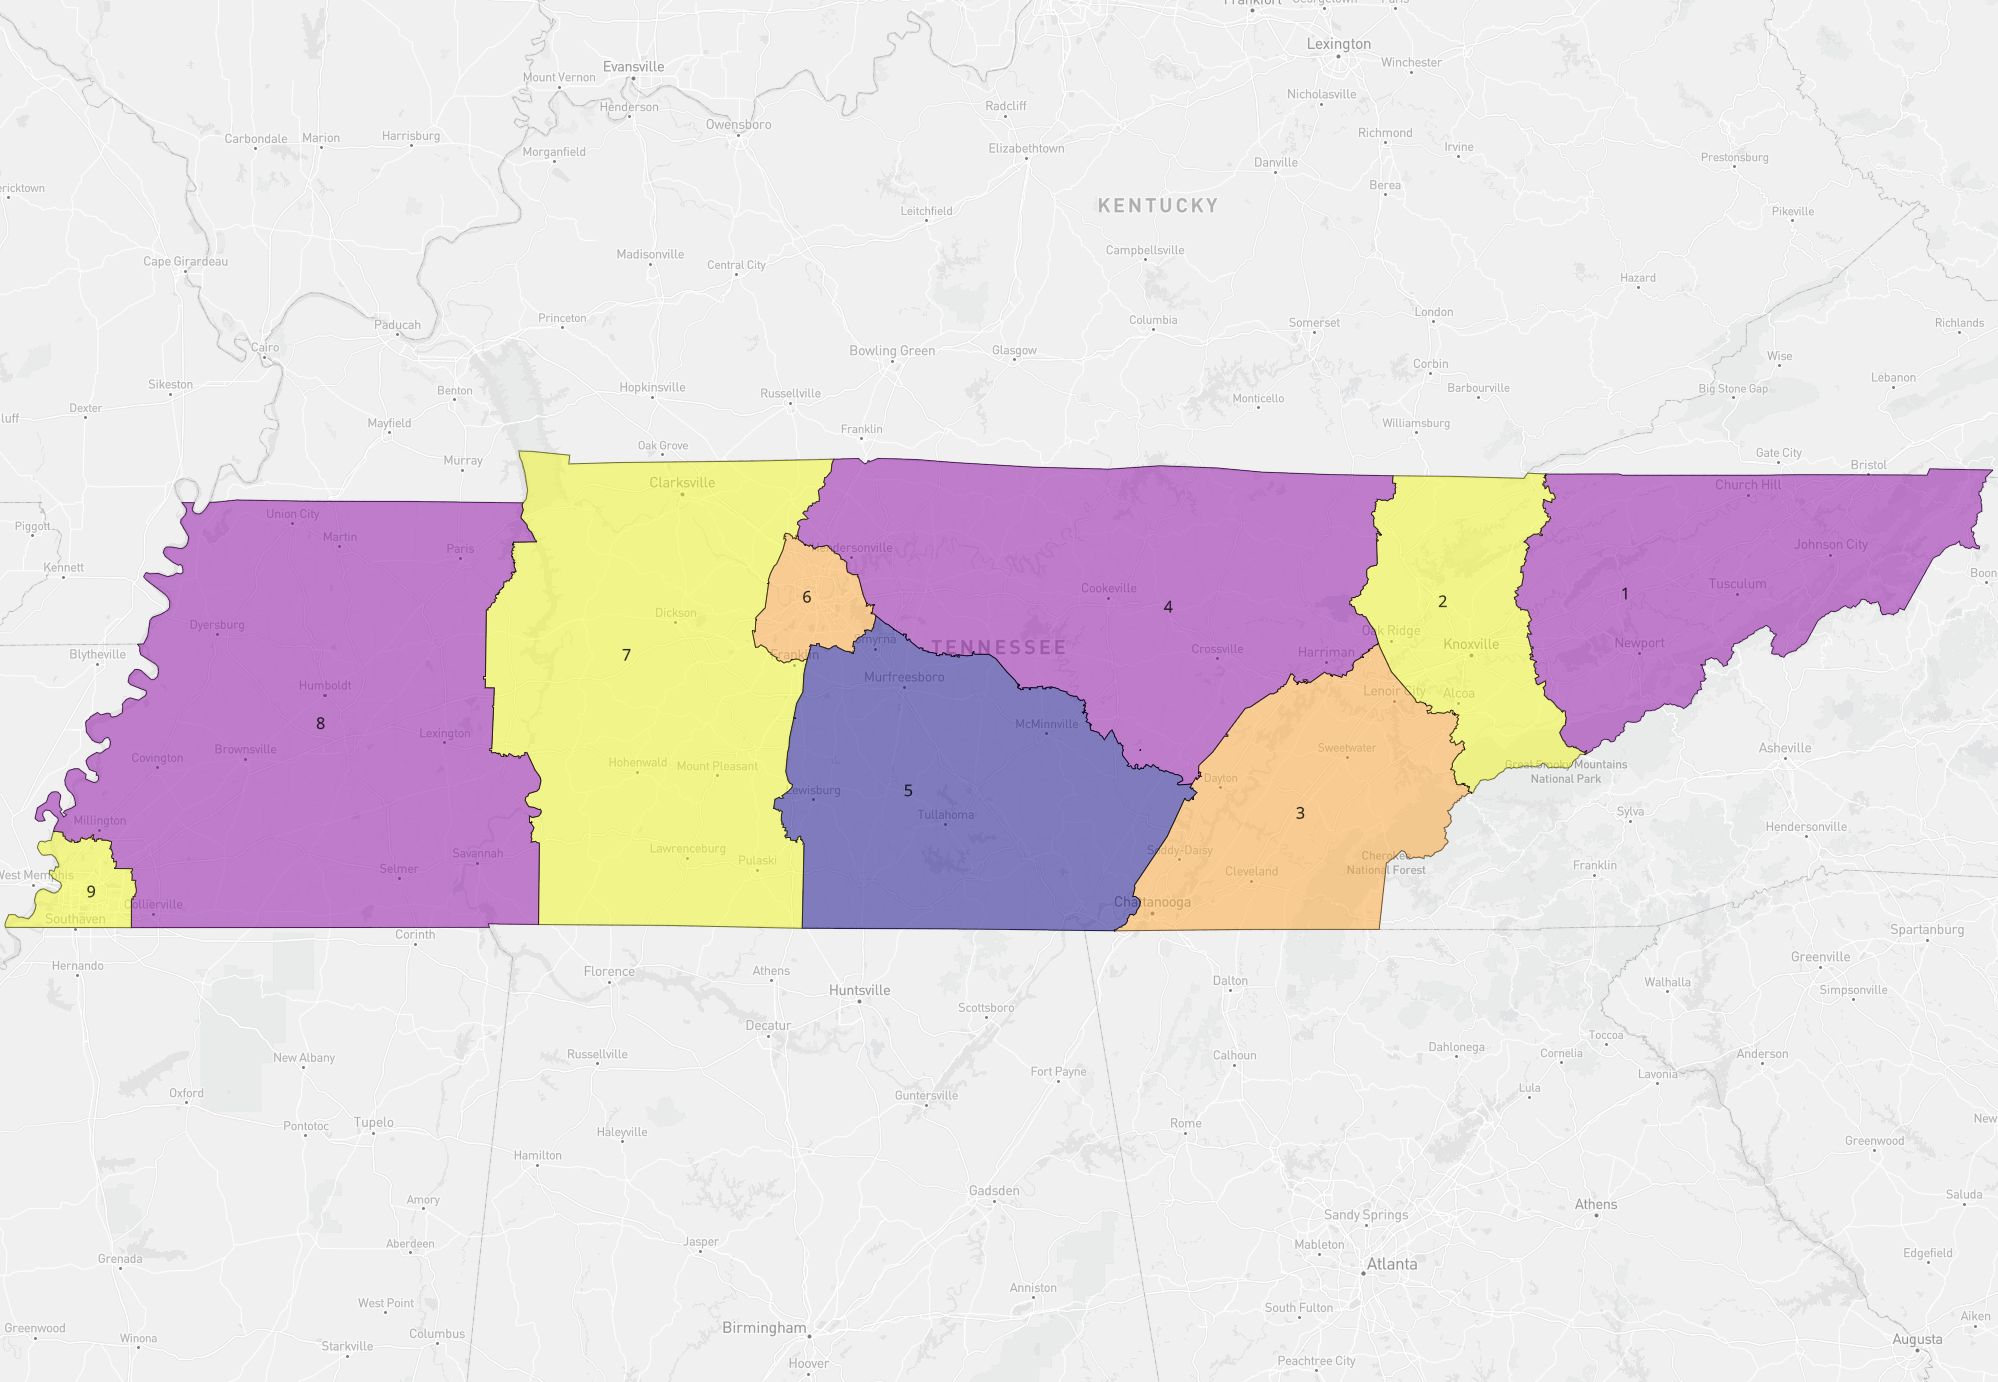 Frankfort
Georgetown
Paris
Lexington
Winchester
Evansville
Mount Vernon
Henderson
Nicholasville
Radcliff
Owensboro
Carbondale
Marion
Harrisburg
Richmond
Irvine
Elizabethtown
Morganfield
Danville
Prestonsburg
Berea
ericktown
KENTUCKY
Leitchfield
Pikeville
Madisonville
Campbellsville
Cape Girardeau
Central City
Hazard
Princeton
Paducah
Columbia
Somerset
London
Richlands
Cairo
Bowling Green
Glasgow
Wise
Corbin
Sikeston
Benton
Hopkinsville
Russellville
Barbourville
Big Stone Gap
Lebanon
Monticello
Dexter
luff
Mayfield
Franklin
Williamsburg
Oak Grove
Gate City
Murray
Bristol
Clarksville
Church Hill
Union City
Piggott
Martin
Paris
Hendersonville
Johnson City
Kennett
Boon
Cookeville
Tusculum
6
4
2
1
Dickson
Dyersburg
Oak Ridge
Smyrna
Newport
TENNESSEE
Knoxville
Blytheville
7
Franklin
Crossville
Harriman
Humboldt
Murfreesboro
Lenoir City
Alcoa
8
McMinnville
Lexington
Brownsville
Sweetwater
Asheville
Covington
Hohenwald
Mount Pleasant
Great Smoky Mountains
National Park
Dayton
Lewisburg
5
3
Tullahoma
Sylva
Millington
Hendersonville
Lawrenceburg
Soddy-Daisy
Savannah
Pulaski
Cherokee
National Forest
Selmer
Cleveland
Franklin
West Memphis
9
Collierville
Chattanooga
Southaven
Spartanburg
Corinth
Hernando
Florence
Athens
Greenville
Dalton
Walhalla
Huntsville
Simpsonville
Scottsboro
Decatur
Toccoa
New Albany
Russellville
Calhoun
Dahlonega
Cornelia
Anderson
Fort Payne
Lavonia
Oxford
Guntersville
Lula
Pontotoc
Tupelo
Haleyville
Rome
New
Greenwood
Hamilton
Gadsden
Amory
Athens
Saluda
Sandy Springs
Jasper
Aberdeen
Mableton
Grenada
Atlanta
Edgefield
Anniston
West Point
South Fulton
Aiken
Greenwood
Winona
Columbus
Birmingham
Starkville
Augusta
Hoover
Peachtree City